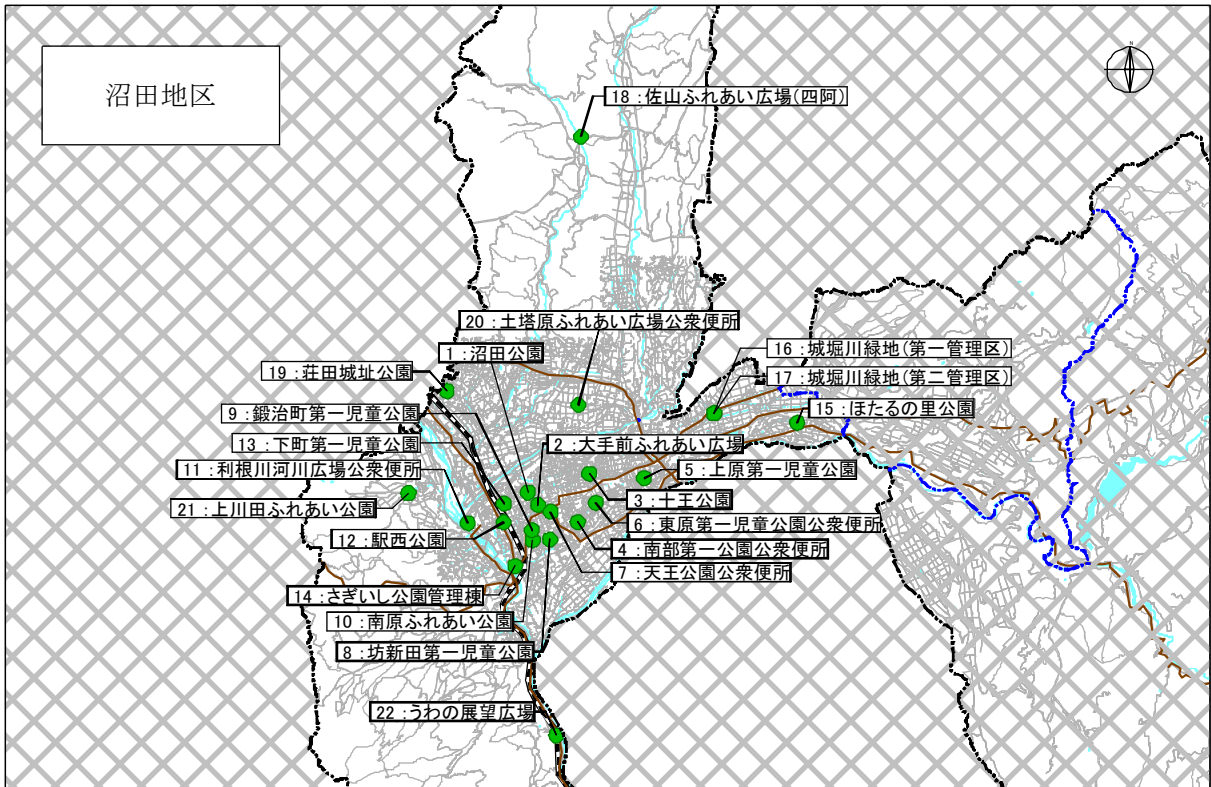 沼田地区
N
18:佐山ふれあい広場(四阿)
20:土塔原ふれあい広場公衆便所
1:沼田公園
16:城堀川緑地(第一管理区)
19:荘田城址公園
17:城堀川緑地(第二管理区)
9:鍛治町第一児童公園
15:ほたるの里公園
13:下町第一児童公園
2:大手前ふれあい広場
11:利根川河川広場公衆便所
5:上原第一児童公園
3:十王公園
21:上川田ふれあい公園
6:東原第一児童公園公衆便所
12:駅西公園
4:南部第一公園公衆便所
7:天王公園公衆便所
14:さぎいし公園管理棟
10:南原ふれあい公園
8:坊新田第一児童公園
22:うわの展望広場